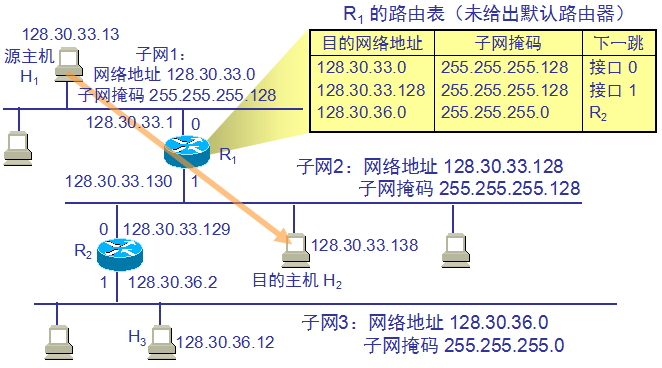 R1 的路由表（未给出默认路由器）
目的网络地址 子网掩码 下一跳
128.30.33.0 255.255.255.128 接口 0
128.30.33.128 255.255.255.128 接口 1
128.30.36.0 255.255.255.0 R2
128.30.33.13
源主机
H1
子网1：
网络地址 128.30.33.0
子网掩码 255.255.255.128
128.30.33.1 0
R1
128.30.33.130 1
子网2：网络地址 128.30.33.128
子网掩码 255.255.255.128
0 128.30.33.129
R2
1 128.30.36.2
128.30.33.138
目的主机 H2
子网3：网络地址 128.30.36.0
子网掩码 255.255.255.0
H3 128.30.36.12